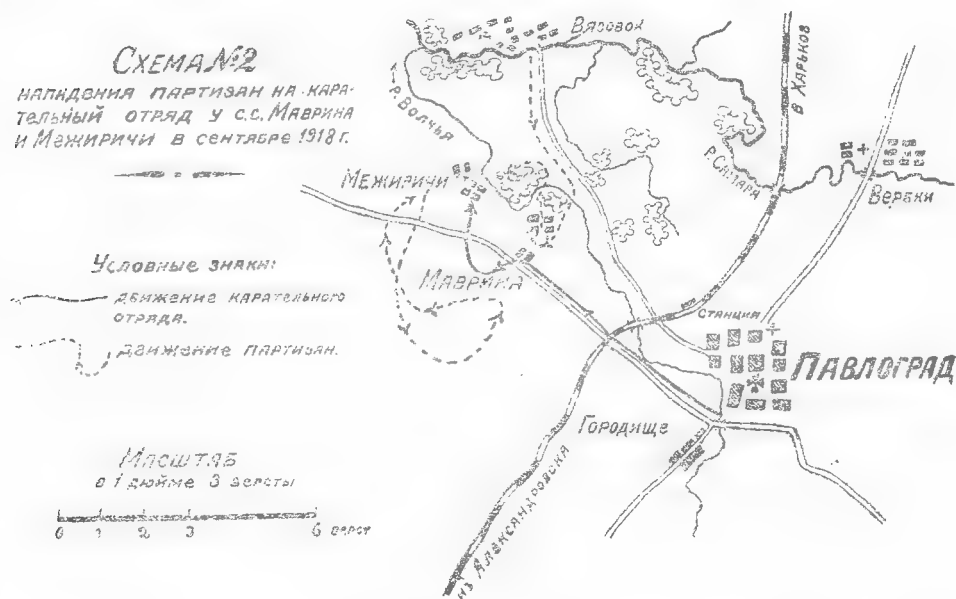 Схема №2
нападения партизан на кара-
тельный отряд у с.с. Маврина
и Межиричи в сентябре 1918 г.
Условные знаки:
движение карательного
отряда.
движение партизан.
Масштаб
в 1 дюйме 3 версты
0 1 2 3 6 верст
Вязовок
р. Волчья
в Харьков
р. Самара
Вербки
Межиричи
Маврина
Станция
Павлоград
Городище
из Александровска